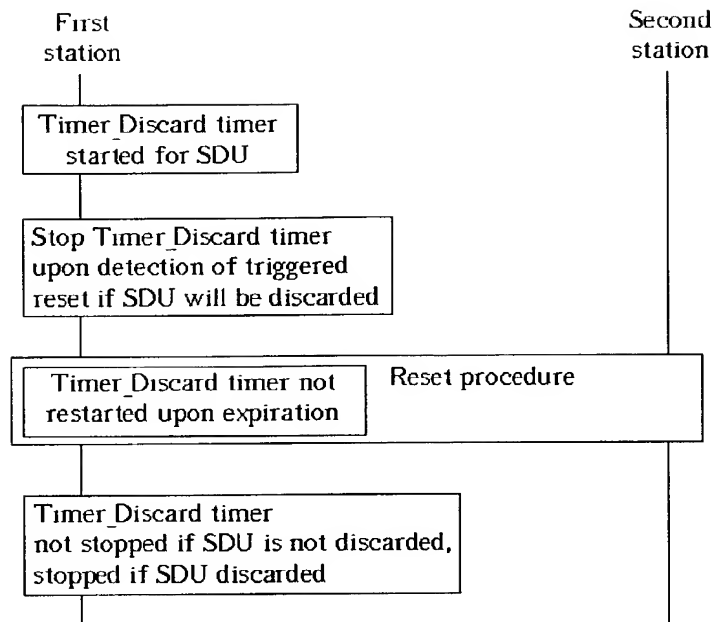 First
station
Second
station
Timer_Discard timer
started for SDU
Stop Timer_Discard timer
upon detection of triggered
reset if SDU will be discarded
Timer_Discard timer not
restarted upon expiration
Reset procedure
Timer_Discard timer
not stopped if SDU is not discarded,
stopped if SDU discarded